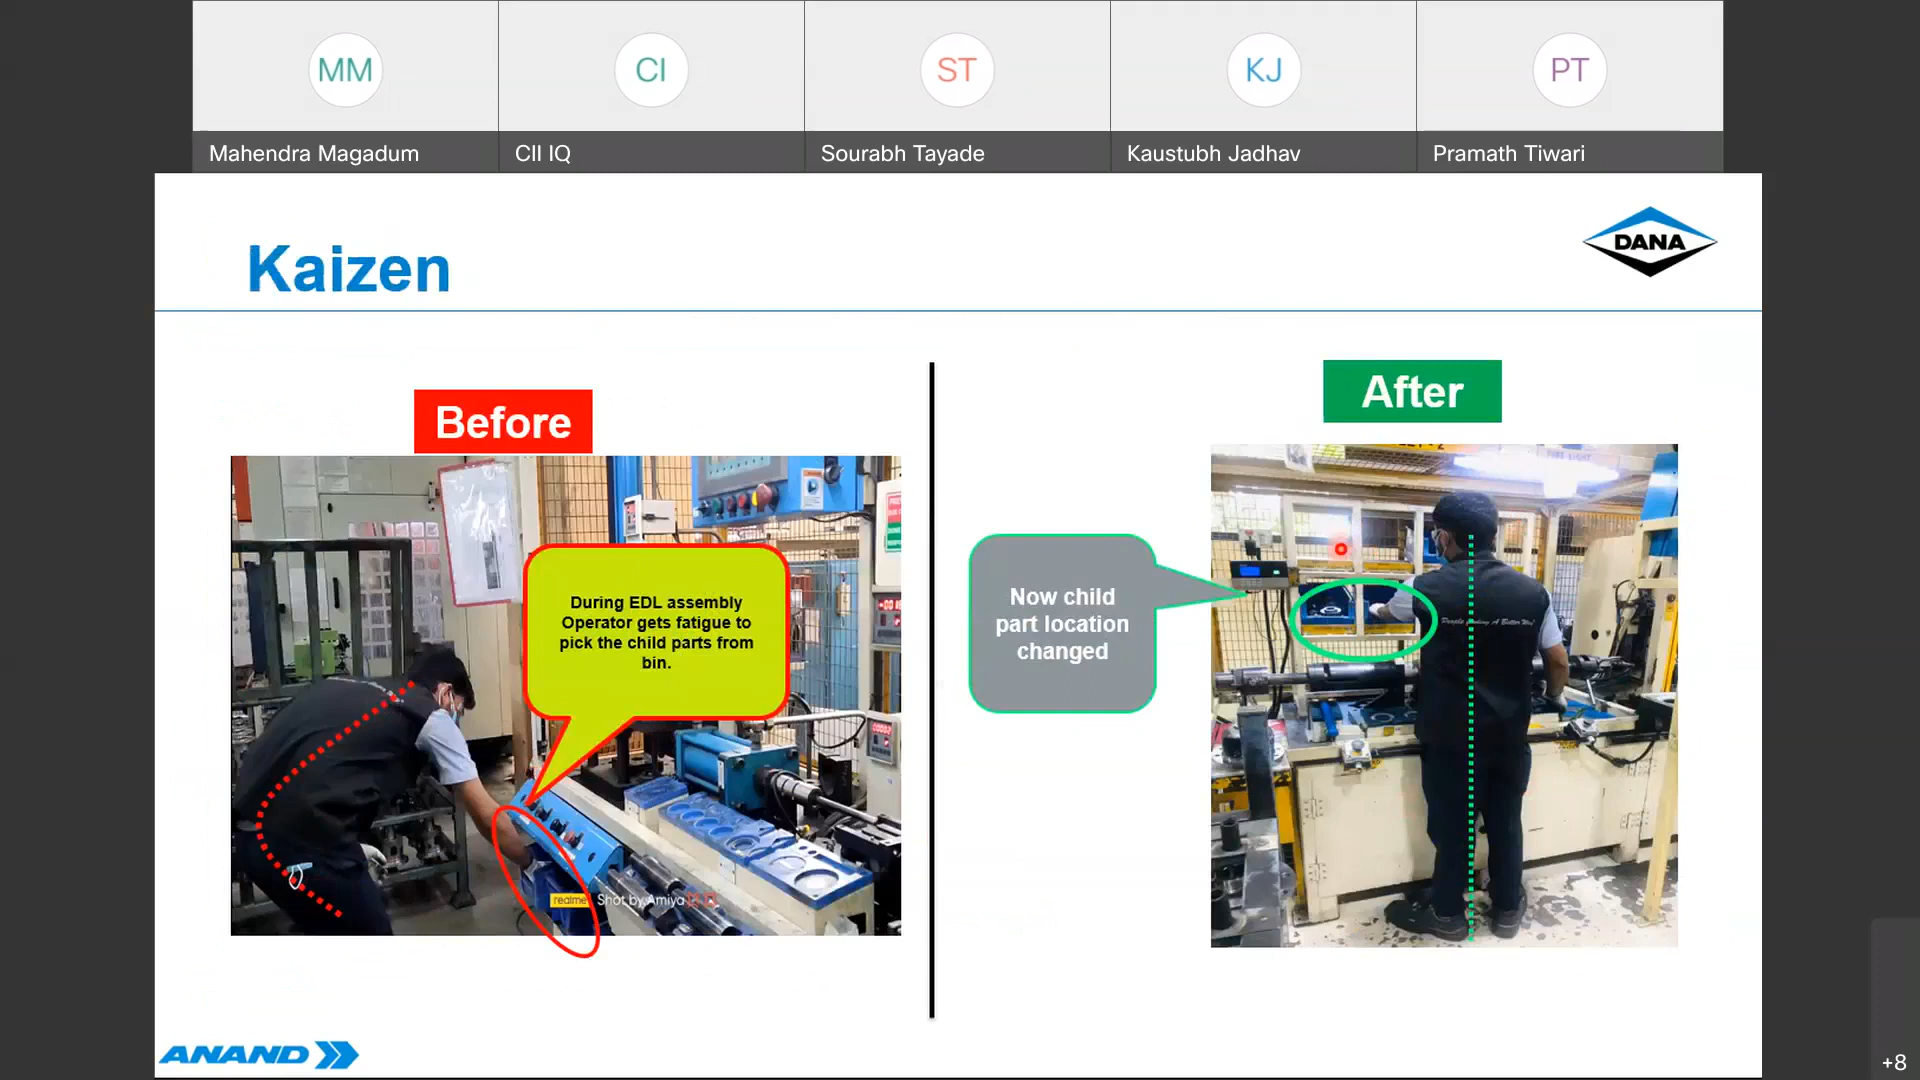 MM
CI
ST
KJ
PT
Mahendra Magadum
CII IQ
Sourabh Tayade
Kaustubh Jadhav
Pramath Tiwari
Kaizen
DANA
Before
After
During EDL assembly
Operator gets fatigue to
pick the child parts from
bin.
Now child
part location
changed
realme
Shot by Amiya
ANAND
+8